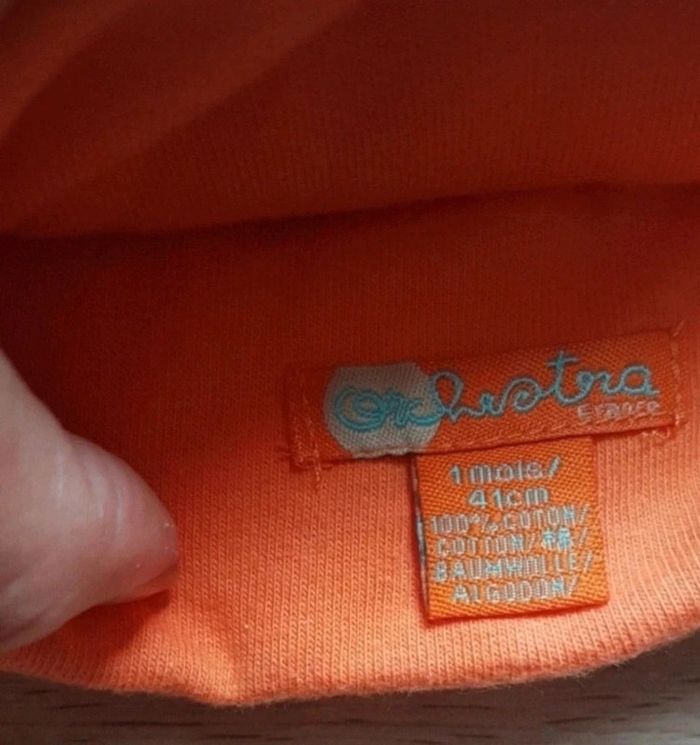 Orchestra
France
1 mois/
41cm
100% COTON/
COTTON/棉/
BAUMWOLLE/
ALGODON/